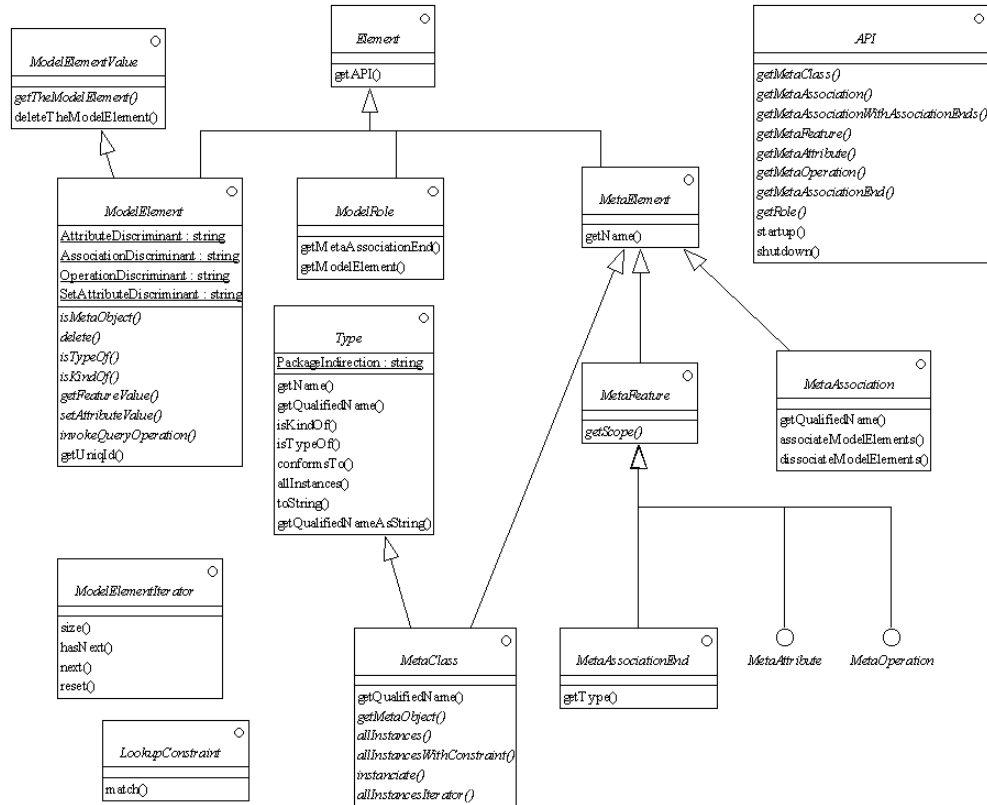 ModelElementValue
getTheModelElement()
deleteTheModelElement()
Element
getAPI()
API
getMetaClass()
getMetaAssociation()
getMetaAssociationWithAssociationEnds()
getMetaFeature()
getMetaAttribute()
getMetaOperation()
getMetaAssociationEnd()
getRole()
startup()
shutdown()
ModelElement
AttributeDiscriminant : string
AssociationDiscriminant : string
OperationDiscriminant : string
SetAttributeDiscriminant : string
isMetaObject()
delete()
isTypeOf()
isKindOf()
getFeatureValue()
setAttributeValue()
invokeQueryOperation()
getUniqId()
ModelRole
getMetaAssociationEnd()
getModelElement()
MetaElement
getName()
Type
PackageIndirection : string
getName()
getQualifiedName()
isKindOf()
isTypeOf()
conformsTo()
allInstances()
toString()
getQualifiedNameAsString()
MetaFeature
getScope()
MetaAssociation
getQualifiedName()
associateModelElements()
dissociateModelElements()
ModelElementIterator
size()
hasNext()
next()
reset()
MetaClass
getQualifiedName()
getMetaObject()
allInstances()
allInstancesWithConstraint()
instanciate()
allInstancesIterator()
MetaAssociationEnd
getType()
MetaAttribute
MetaOperation
LookupConstraint
match()